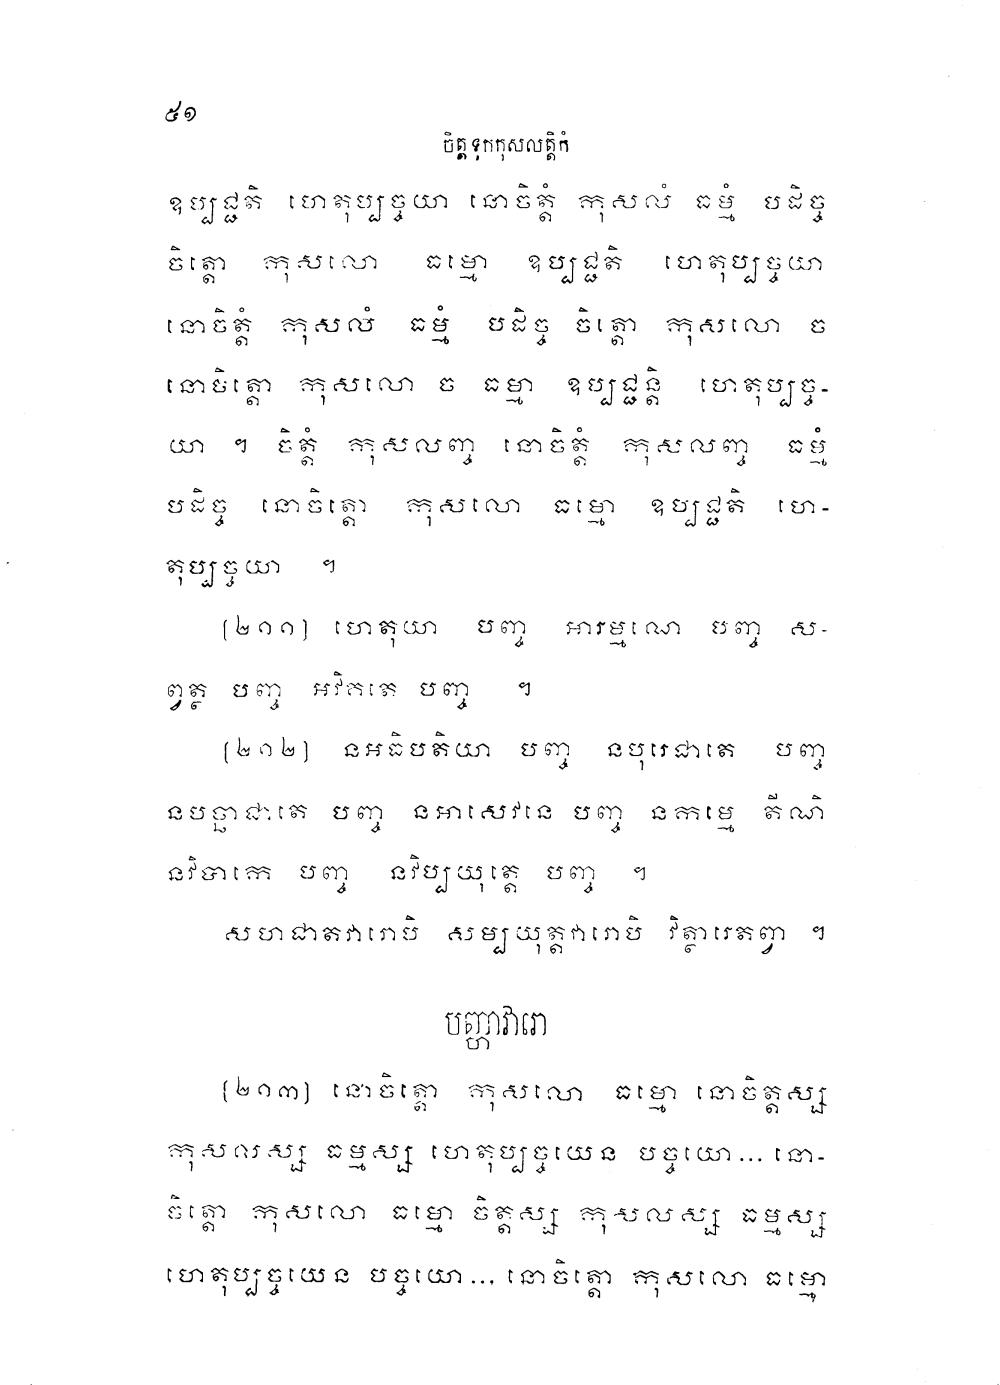 ៥១
ចិត្តទុកកុសលត្តិកំ
ឧប្បជ្ជតិ ហេតុប្បច្ចយា នោចិត្តំ កុសលំ ធម្មំ បដិច្ច
ចិត្តោ កុសលោ ធម្មោ ឧប្បជ្ជតិ ហេតុប្បច្ចយា
នោចិត្តំ កុសលំ ធម្មំ បដិច្ច ចិត្តោ កុសលោ ច
នោចិត្តោ កុសលោ ច ធម្មា ឧប្បជ្ជន្តិ ហេតុប្បច្ច-
យា ។ ចិត្តំ កុសលញ្ច នោចិត្តំ កុសលញ្ច ធម្មំ
បដិច្ច នោចិត្តោ កុសលោ ធម្មោ ឧប្បជ្ជតិ ហេ-
តុប្បច្ចយា ។
[២១១] ហេតុយា បញ្ច អារម្មណេ បញ្ច ស-
ព្វត្ថ បញ្ច អវិគតេ បញ្ច ។
[២១២] នអធិបតិយា បញ្ច នបុរេជាតេ បញ្ច
នបច្ឆាជាតេ បញ្ច នអាសេវនេ បញ្ច នកម្មេ តីណិ
នវិបាកេ បញ្ច នវិប្បយុត្តេ បញ្ច ។
សហជាតវារោបិ សម្បយុត្តវារោបិ វិត្ថារេតព្វា ។
បញ្ហាវារោ
[២១៣] នោចិត្តោ កុសលោ ធម្មោ នោចិត្តស្ស
កុសលស្ស ធម្មស្ស ហេតុប្បច្ចយេន បច្ចយោ... នោ-
ចិត្តោ កុសលោ ធម្មោ ចិត្តស្ស កុសលស្ស ធម្មស្ស
ហេតុប្បច្ចយេន បច្ចយោ... នោចិត្តោ កុសលោ ធម្មោ